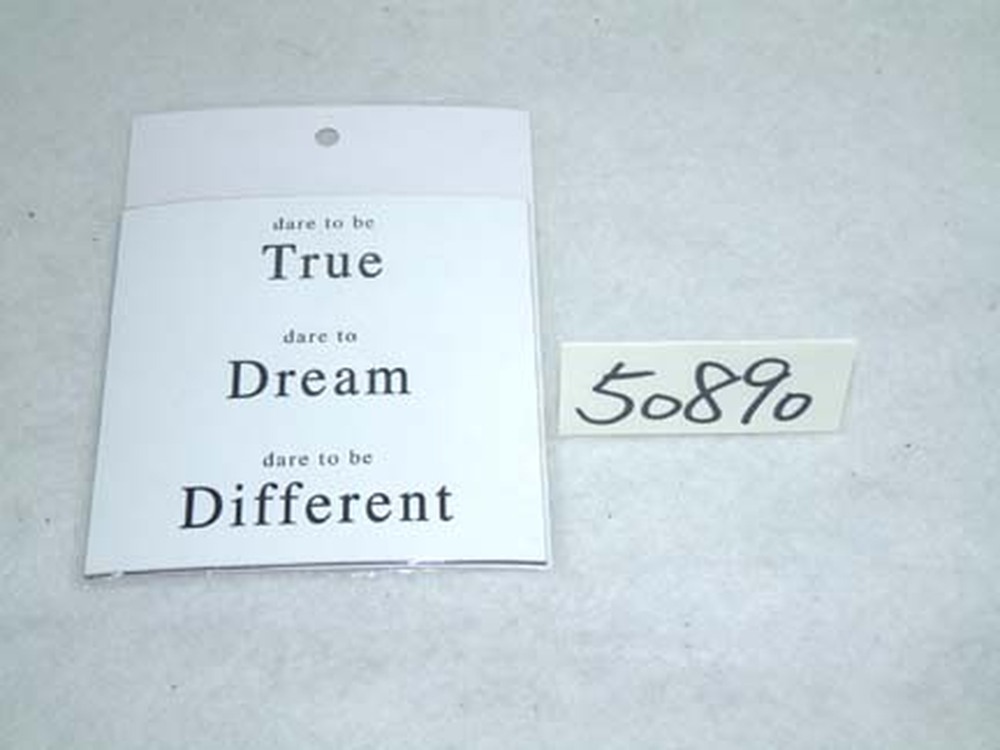 dare to be
True
dare to
Dream
dare to be
Different
50890